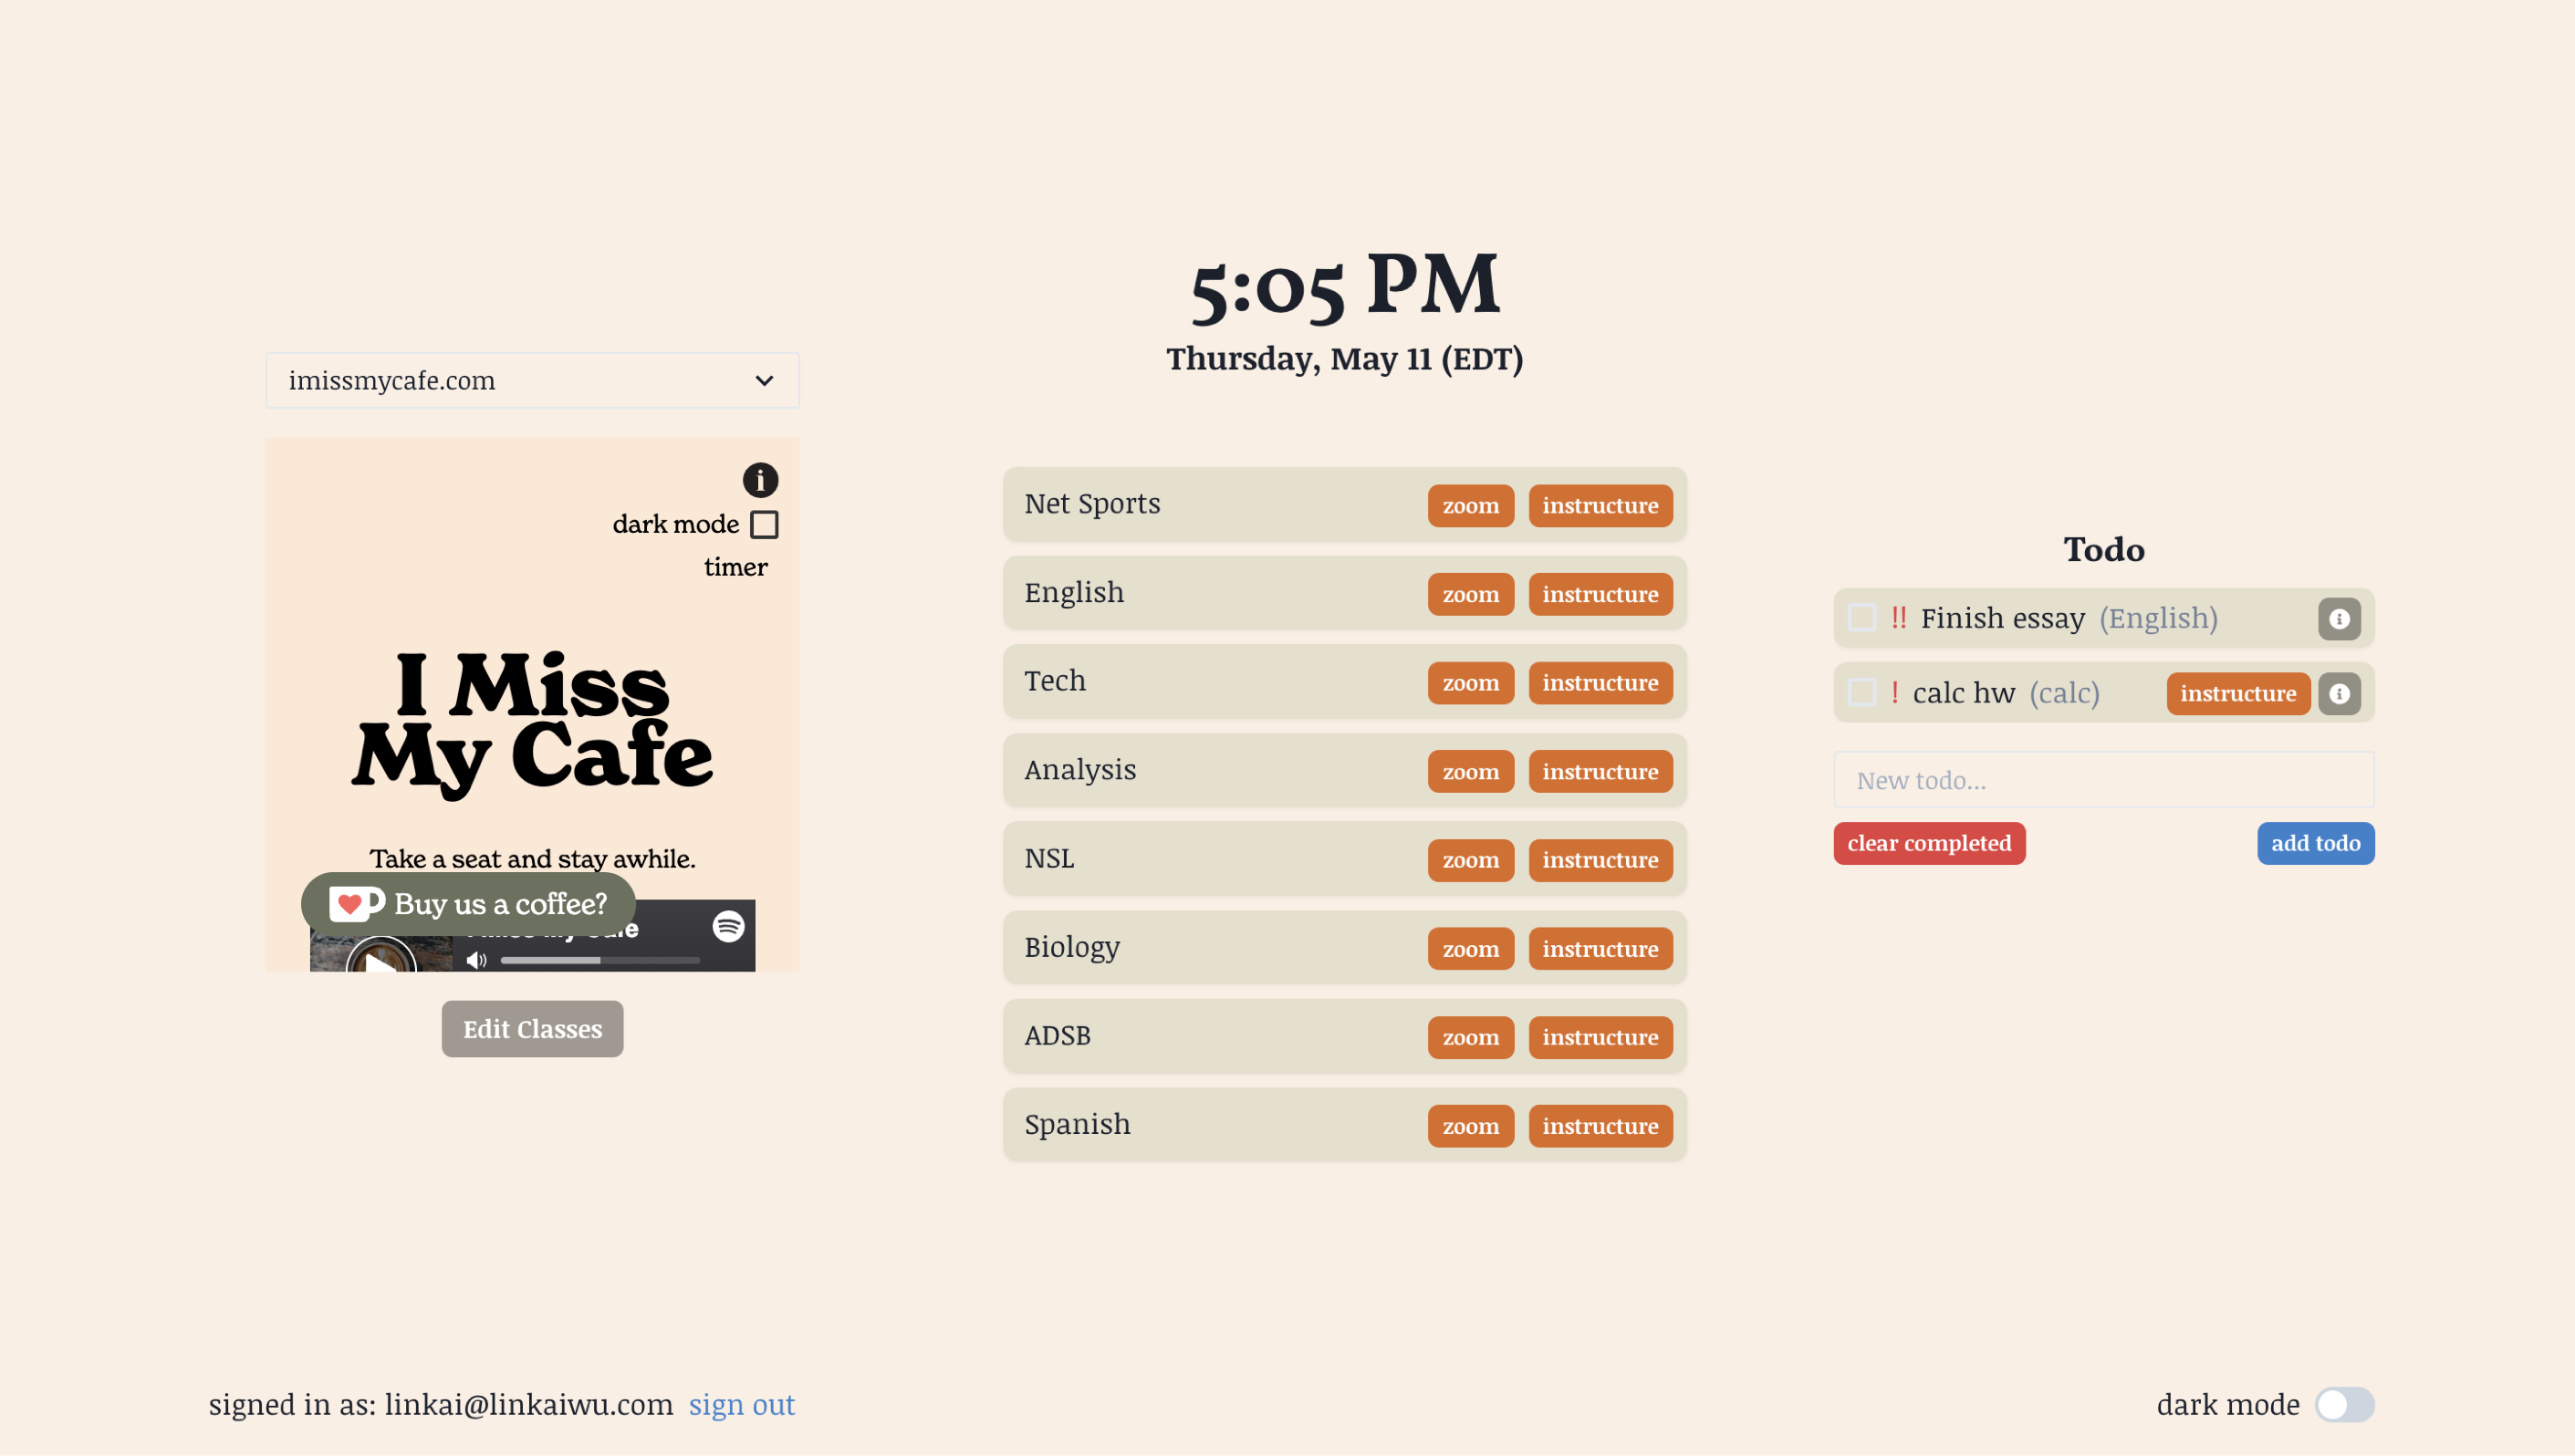 5:05 PM
Thursday, May 11 (EDT)
imissmycafe.com
i
dark mode
timer
I Miss
My Cafe
Take a seat and stay awhile.
Buy us a coffee?
Edit Classes
Net Sports zoom instructure
English zoom instructure
Tech zoom instructure
Analysis zoom instructure
NSL zoom instructure
Biology zoom instructure
ADSB zoom instructure
Spanish zoom instructure
Todo
!! Finish essay (English) i
! calc hw (calc) instructure i
New todo...
clear completed add todo
signed in as: linkai@linkaiwu.com sign out
dark mode